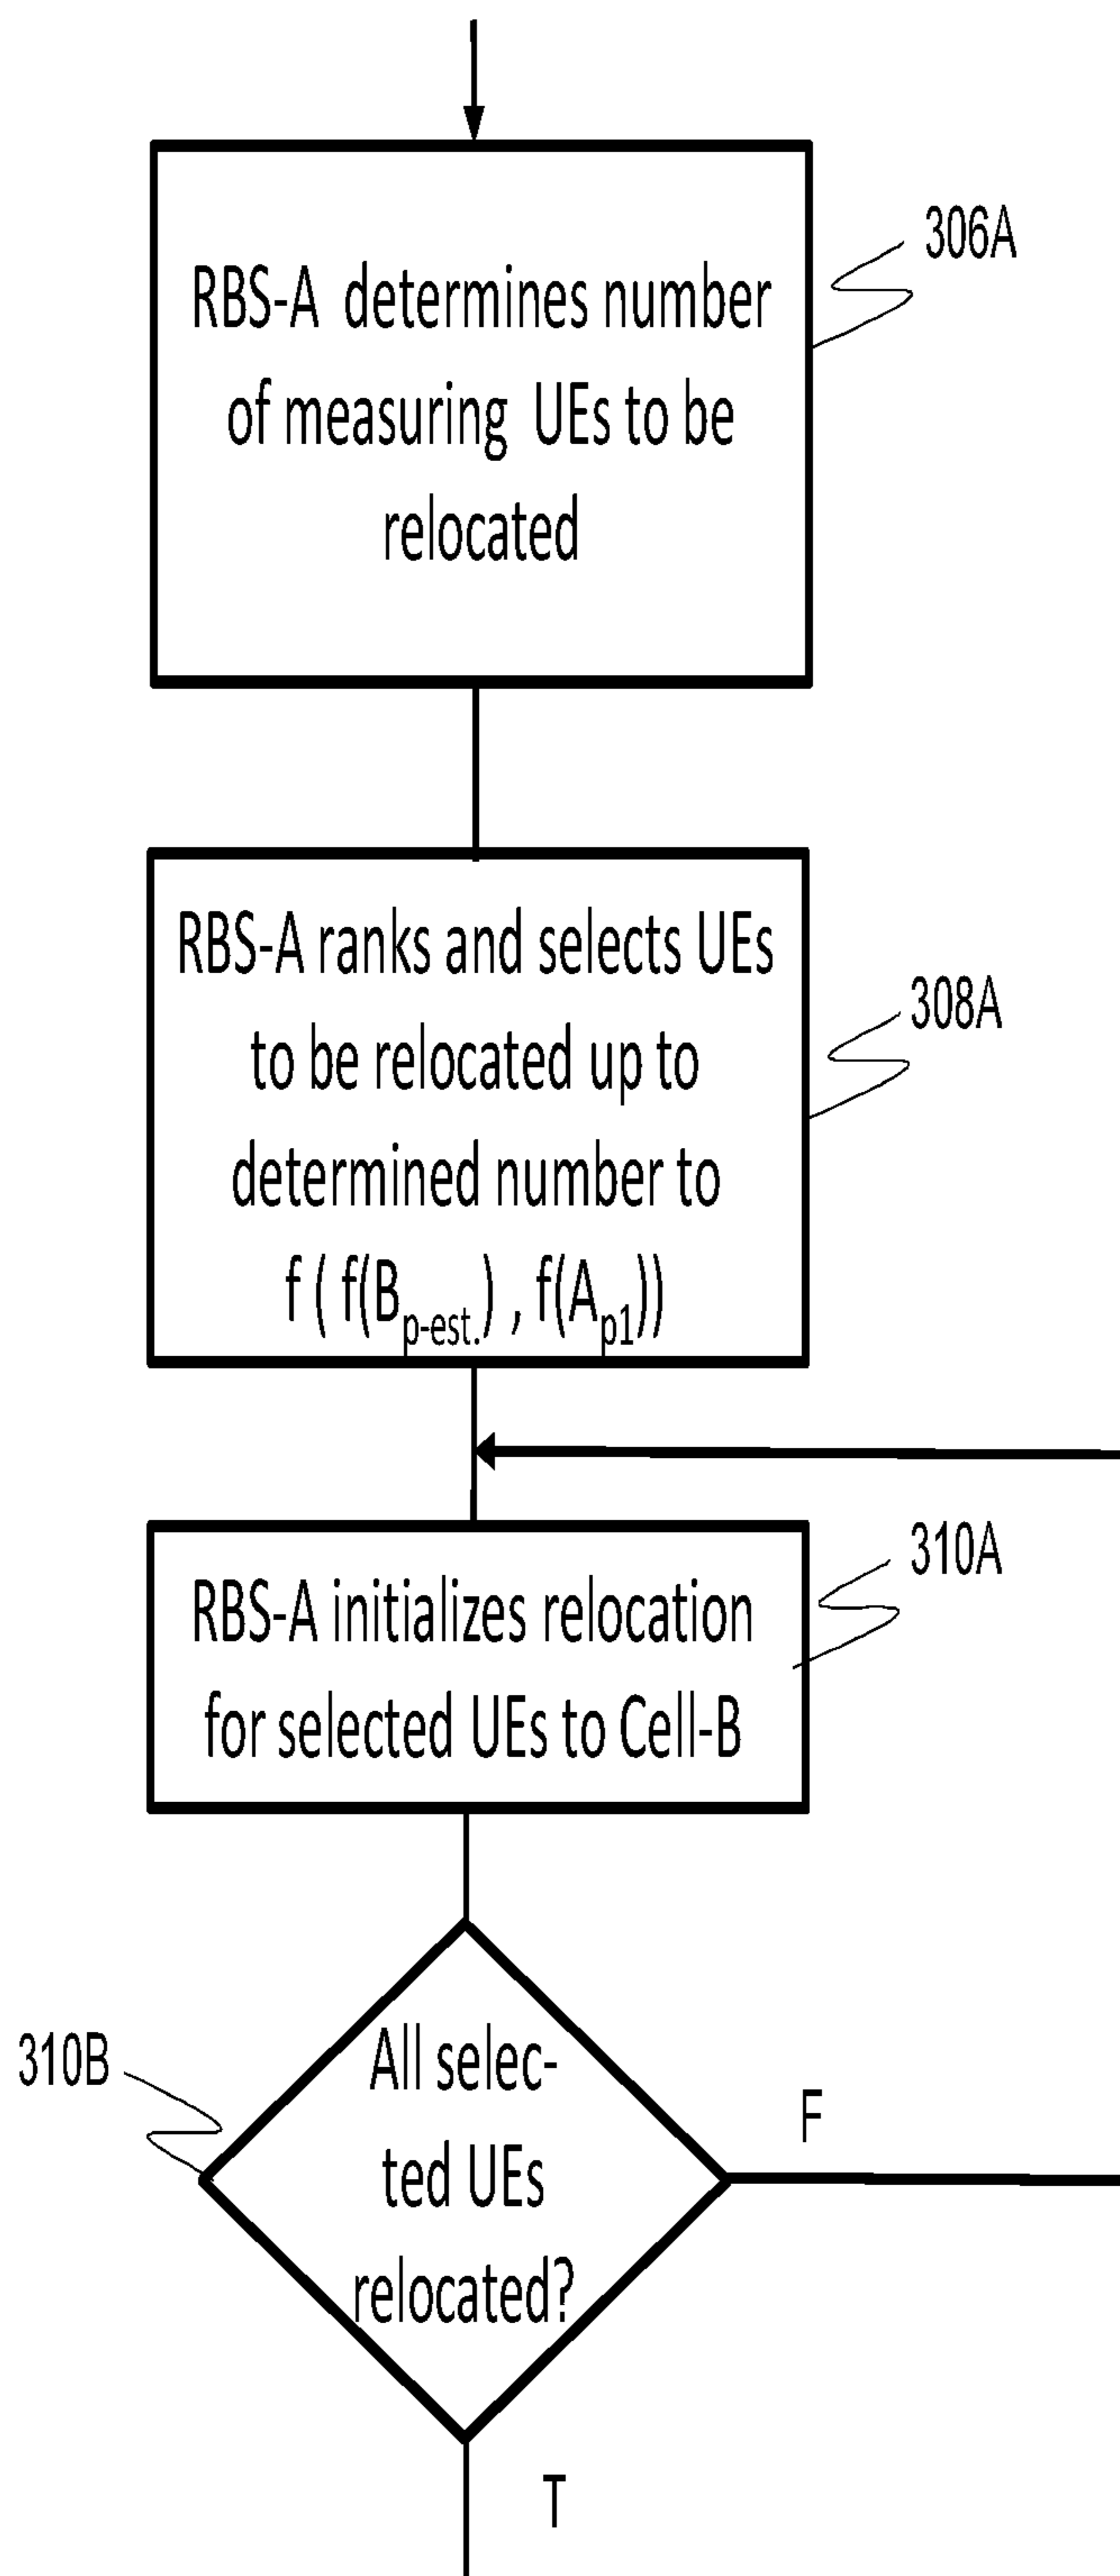 306A
RBS-A determines number
of measuring UEs to be
relocated
RBS-A ranks and selects UEs
to be relocated up to
determined number to
f ( f(Bp-est.) , f(Ap1))
308A
310A
RBS-A initializes relocation
for selected UEs to Cell-B
310B
All selec-
ted UEs
relocated?
F
T